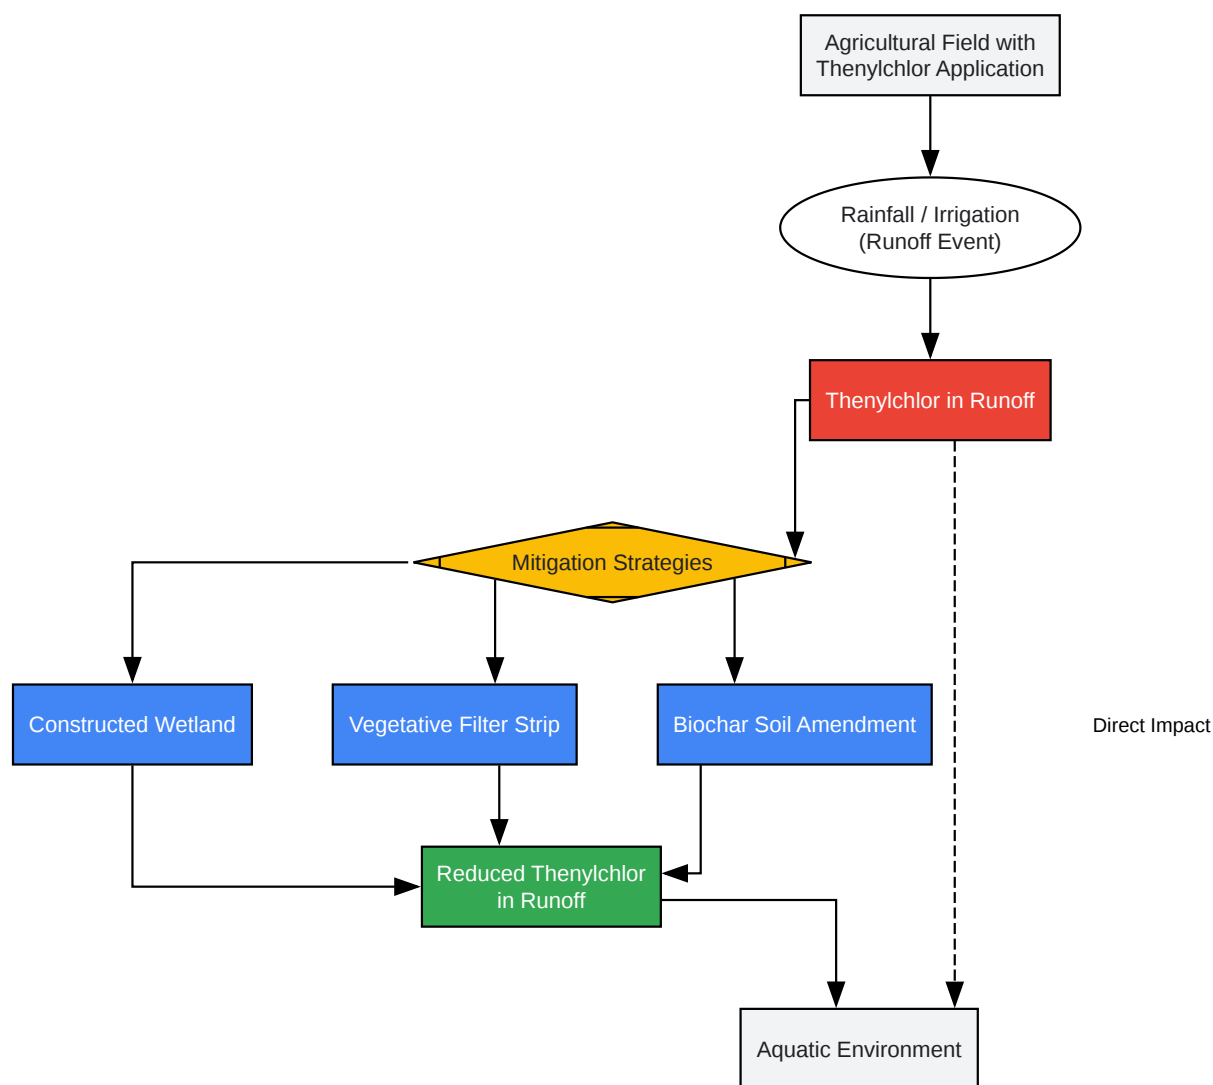 Agricultural Field with
Thenylchlor Application
Rainfall / Irrigation
(Runoff Event)
Thenylchlor in Runoff
Mitigation Strategies
Constructed Wetland
Vegetative Filter Strip
Biochar Soil Amendment
Direct Impact
Reduced Thenylchlor
in Runoff
Aquatic Environment